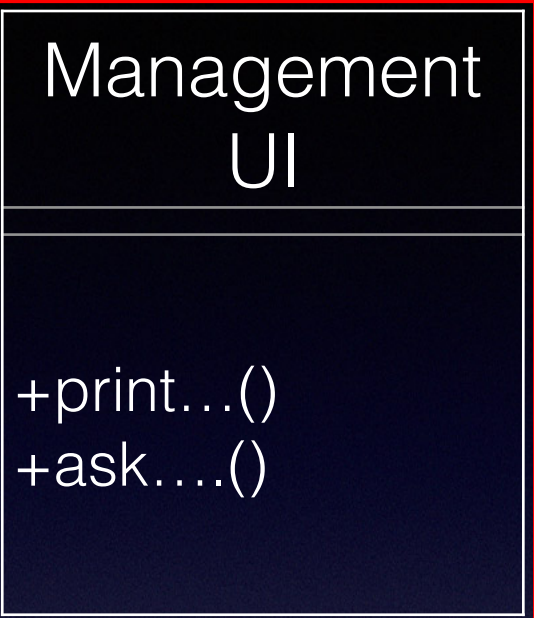 Management
UI
+print...()
+ask....()